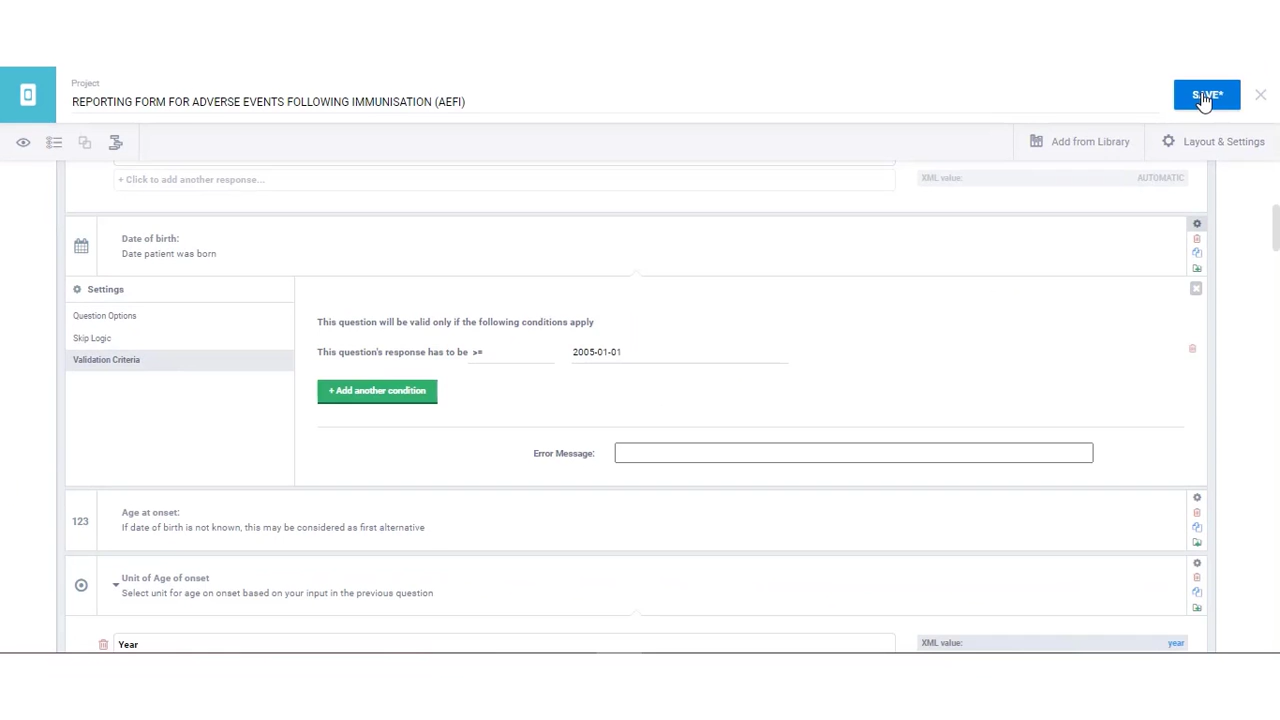 Project
REPORTING FORM FOR ADVERSE EVENTS FOLLOWING IMMUNISATION (AEFI)
SAVE*
Add from Library
Layout & Settings
+ Click to add another response...
XML value:
AUTOMATIC
Date of birth:
Date patient was born
Settings
Question Options
Skip Logic
Validation Criteria
This question will be valid only if the following conditions apply
This question's response has to be >= 2005-01-01
+ Add another condition
Error Message:
123
Age at onset:
If date of birth is not known, this may be considered as first alternative
Unit of Age of onset
Select unit for age on onset based on your input in the previous question
Year
XML value:
year